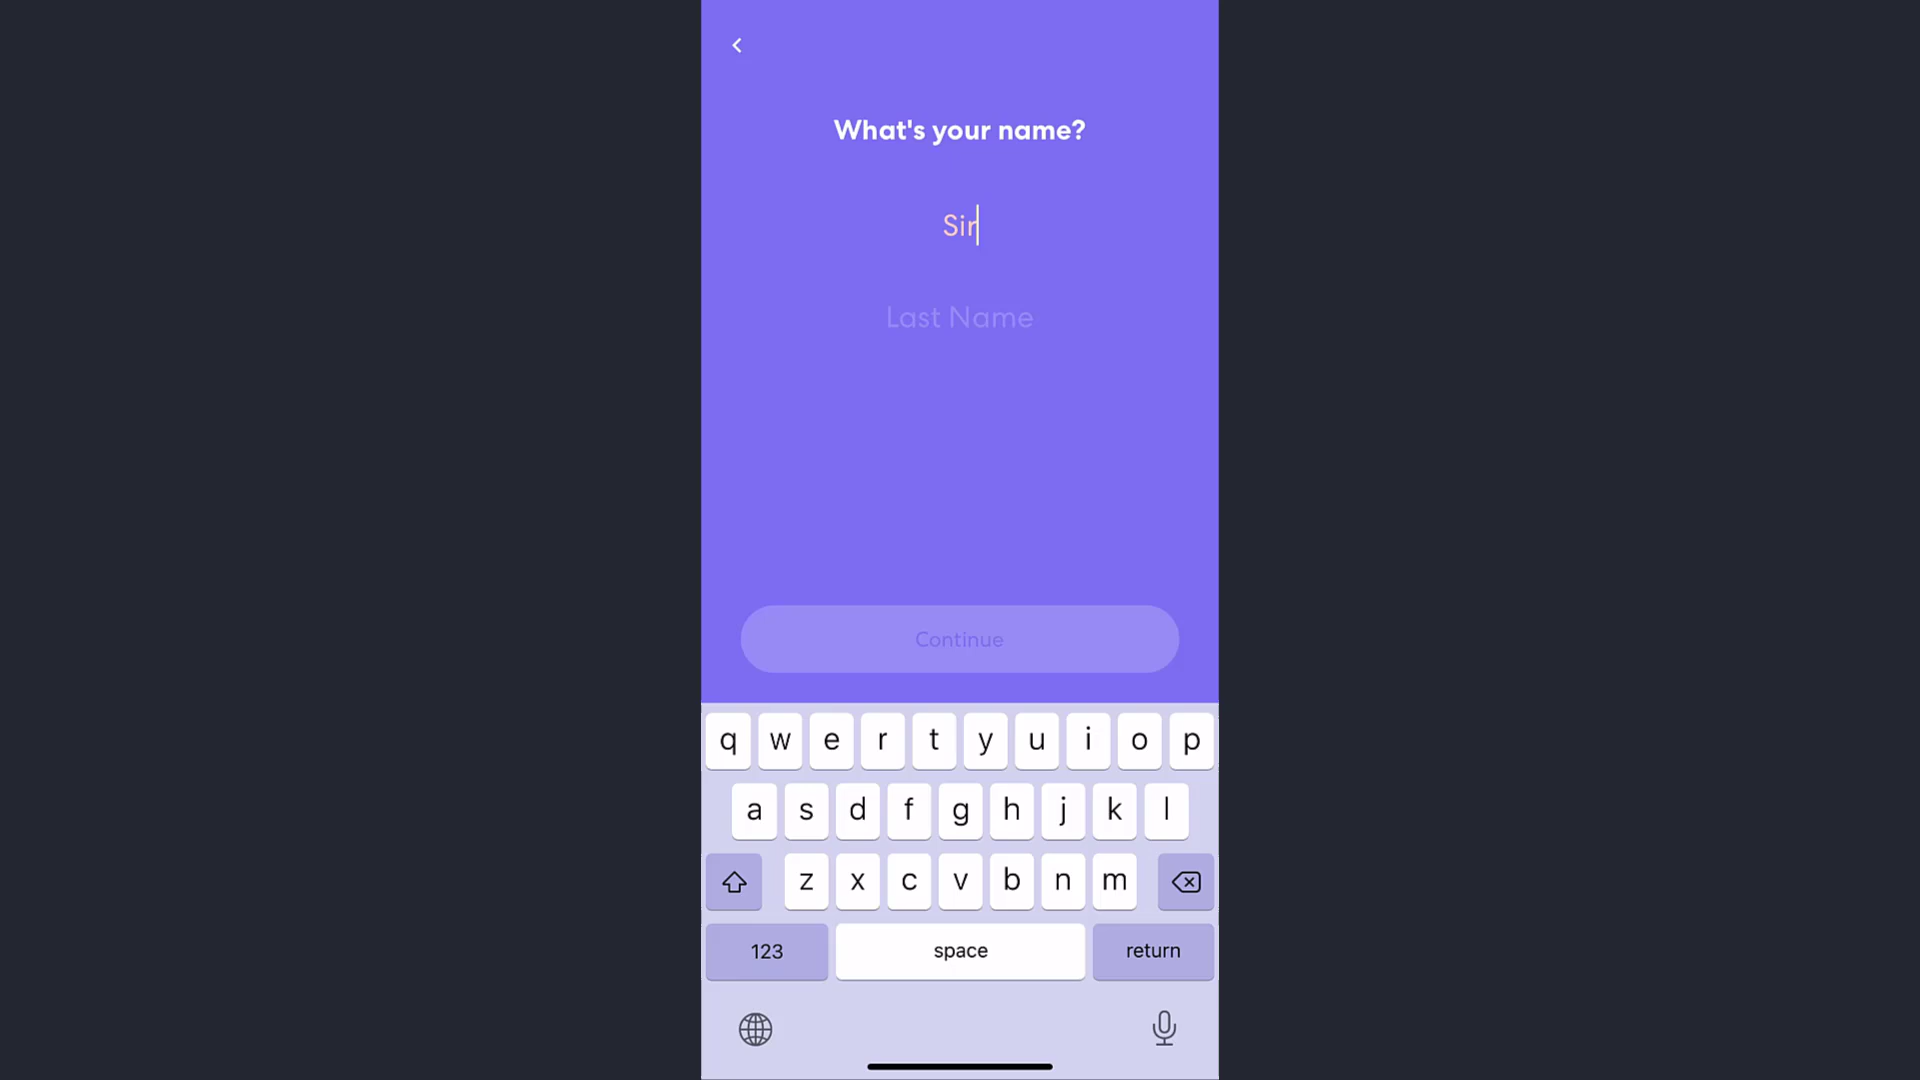 What's your name?
Sir
Last Name
Continue
q w e r t y u i o p
a s d f g h j k l
z x c v b n m
123 space return